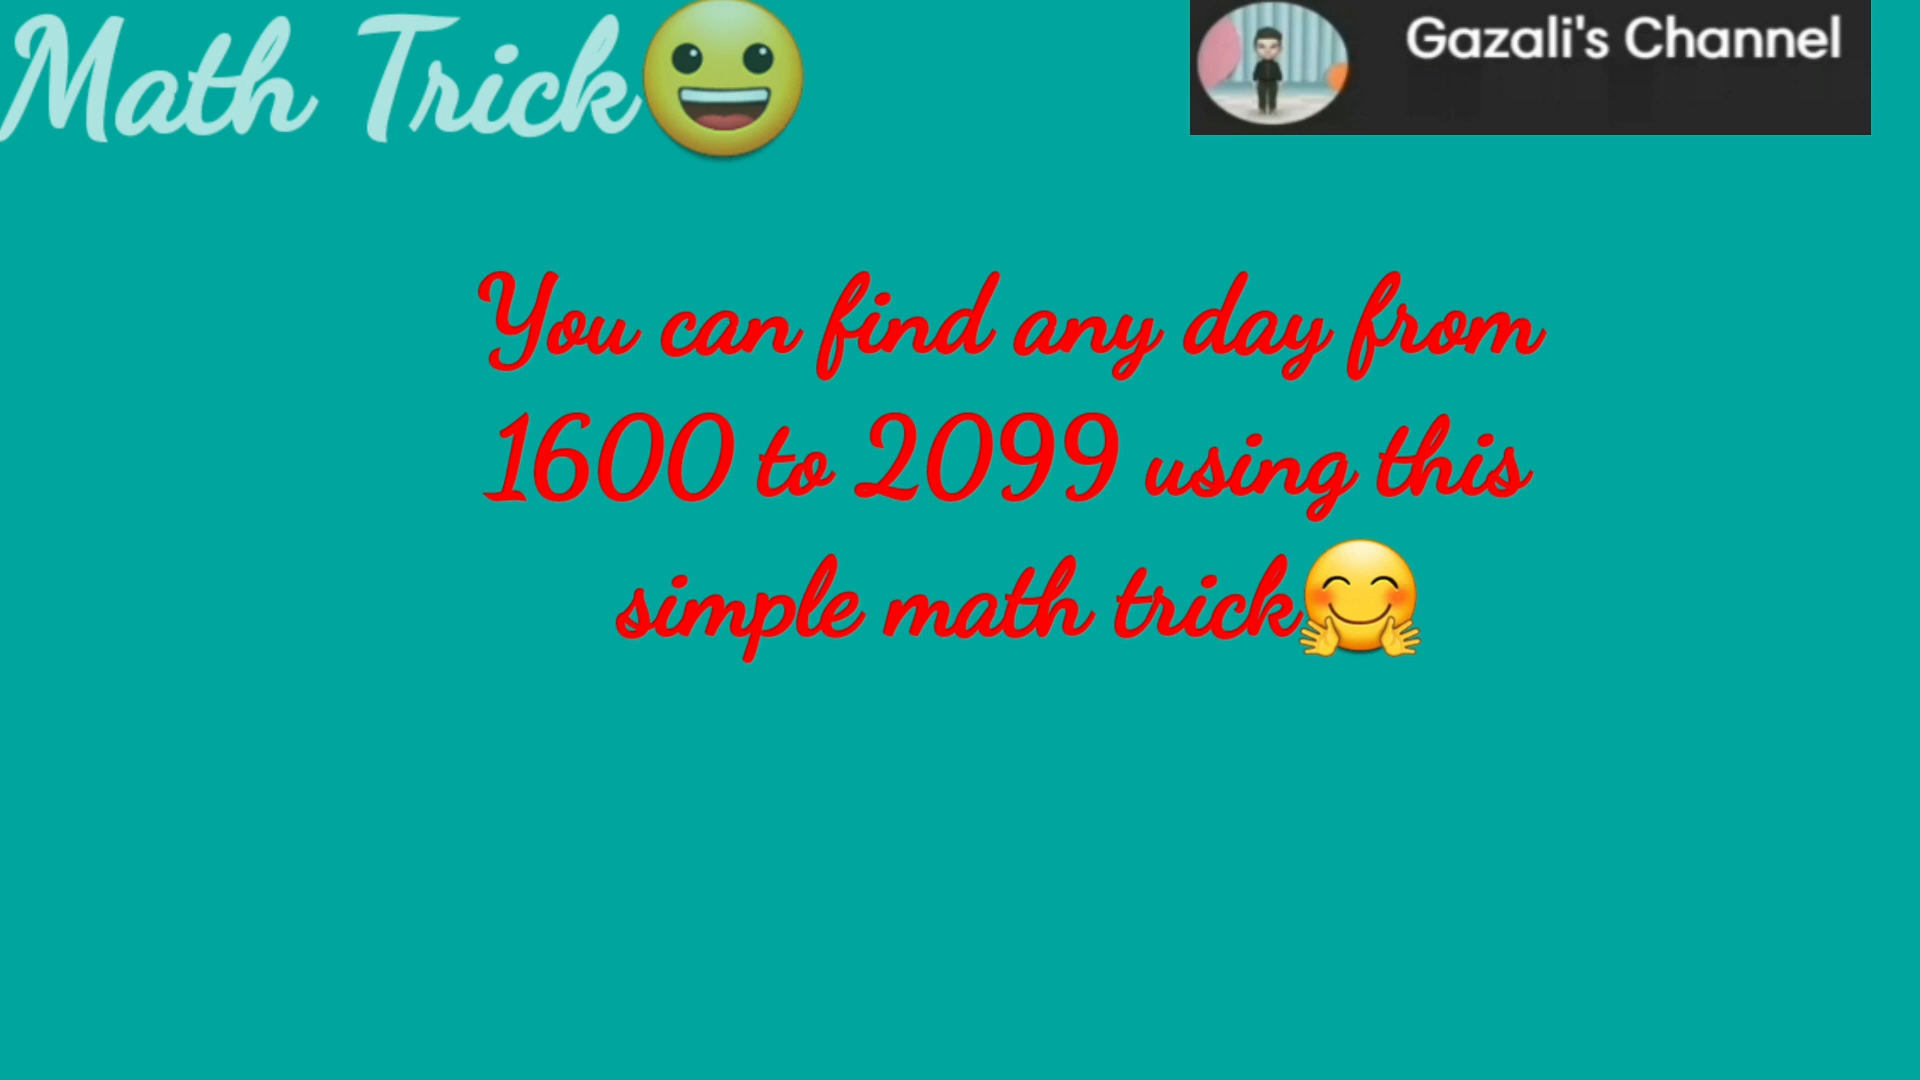 Math Trick😀
Gazali's Channel
You can find any day from
1600 to 2099 using this
simple math trick🤗